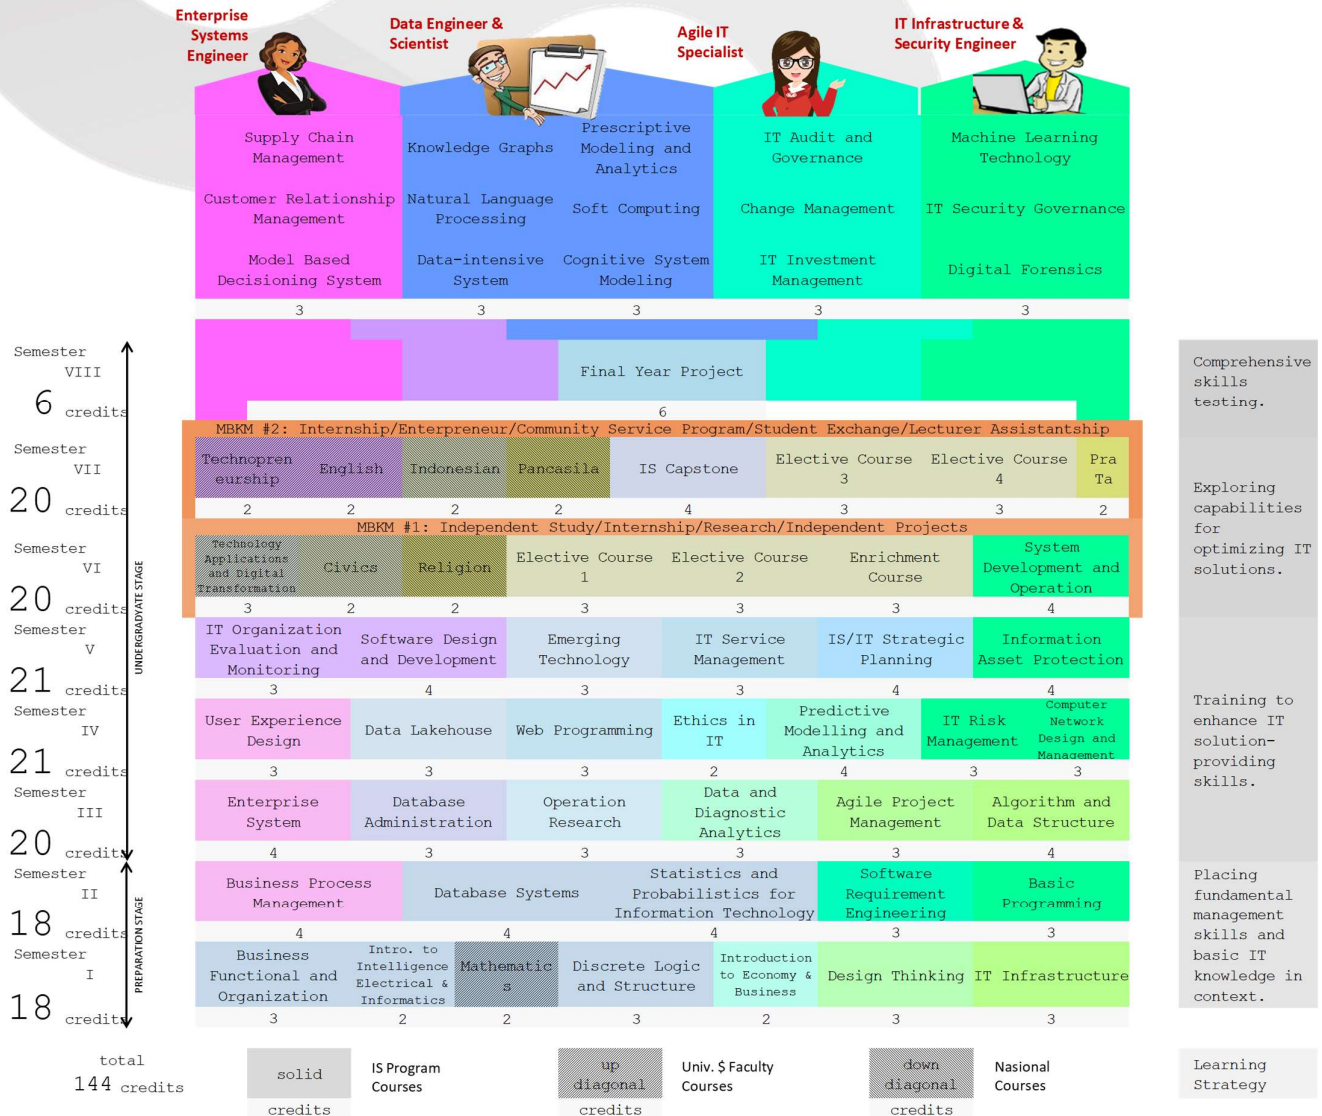 Enterprise
Systems
Engineer
Data Engineer &
Scientist
Agile IT
Specialist
IT Infrastructure &
Security Engineer
Supply Chain
Management
Knowledge Graphs
Prescriptive
Modeling and
Analytics
IT Audit and
Governance
Machine Learning
Technology
Customer Relationship
Management
Natural Language
Processing
Soft Computing
Change Management
IT Security Governance
Model Based
Decisioning System
Data-intensive
System
Cognitive System
Modeling
IT Investment
Management
Digital Forensics
3 3 3 3 3
Semester
VIII
6 credits
Final Year Project
6
Comprehensive
skills
testing.
MBKM #2: Internship/Enterpreneur/Community Service Program/Student Exchange/Lecturer Assistantship
Semester
VII
20 credits
Technopren
eurship
English
Indonesian
Pancasila
IS Capstone
Elective Course
3
Elective Course
4
Pra
Ta
2 2 2 2 4 3 3 2
Exploring
capabilities
for
optimizing IT
solutions.
MBKM #1: Independent Study/Internship/Research/Independent Projects
Semester
VI
20 credits
Technology
Applications
and Digital
Transformation
Civics
Religion
Elective Course
1
Elective Course
2
Enrichment
Course
System
Development and
Operation
3 2 2 3 3 3 4
UNDERGRADYATE STAGE
Semester
V
21 credits
IT Organization
Evaluation and
Monitoring
Software Design
and Development
Emerging
Technology
IT Service
Management
IS/IT Strategic
Planning
Information
Asset Protection
3 4 3 3 4 4
Training to
enhance IT
solution-
providing
skills.
Semester
IV
21 credits
User Experience
Design
Data Lakehouse
Web Programming
Ethics in
IT
Predictive
Modelling and
Analytics
IT Risk
Management
Computer
Network
Design and
Management
3 3 3 2 4 3 3
Semester
III
20 credits
Enterprise
System
Database
Administration
Operation
Research
Data and
Diagnostic
Analytics
Agile Project
Management
Algorithm and
Data Structure
4 3 3 3 3 4
Semester
II
18 credits
Business Process
Management
Database Systems
Statistics and
Probabilistics for
Information Technology
Software
Requirement
Engineering
Basic
Programming
4 4 4 3 3
PREPARATION STAGE
Placing
fundamental
management
skills and
basic IT
knowledge in
context.
Semester
I
18 credits
Business
Functional and
Organization
Intro. to
Intelligence
Electrical &
Informatics
Mathematic
s
Discrete Logic
and Structure
Introduction
to Economy &
Business
Design Thinking
IT Infrastructure
3 2 2 3 2 3 3
total
144 credits
solid
credits
IS Program
Courses
up
diagonal
credits
Univ. $ Faculty
Courses
down
diagonal
credits
Nasional
Courses
Learning
Strategy